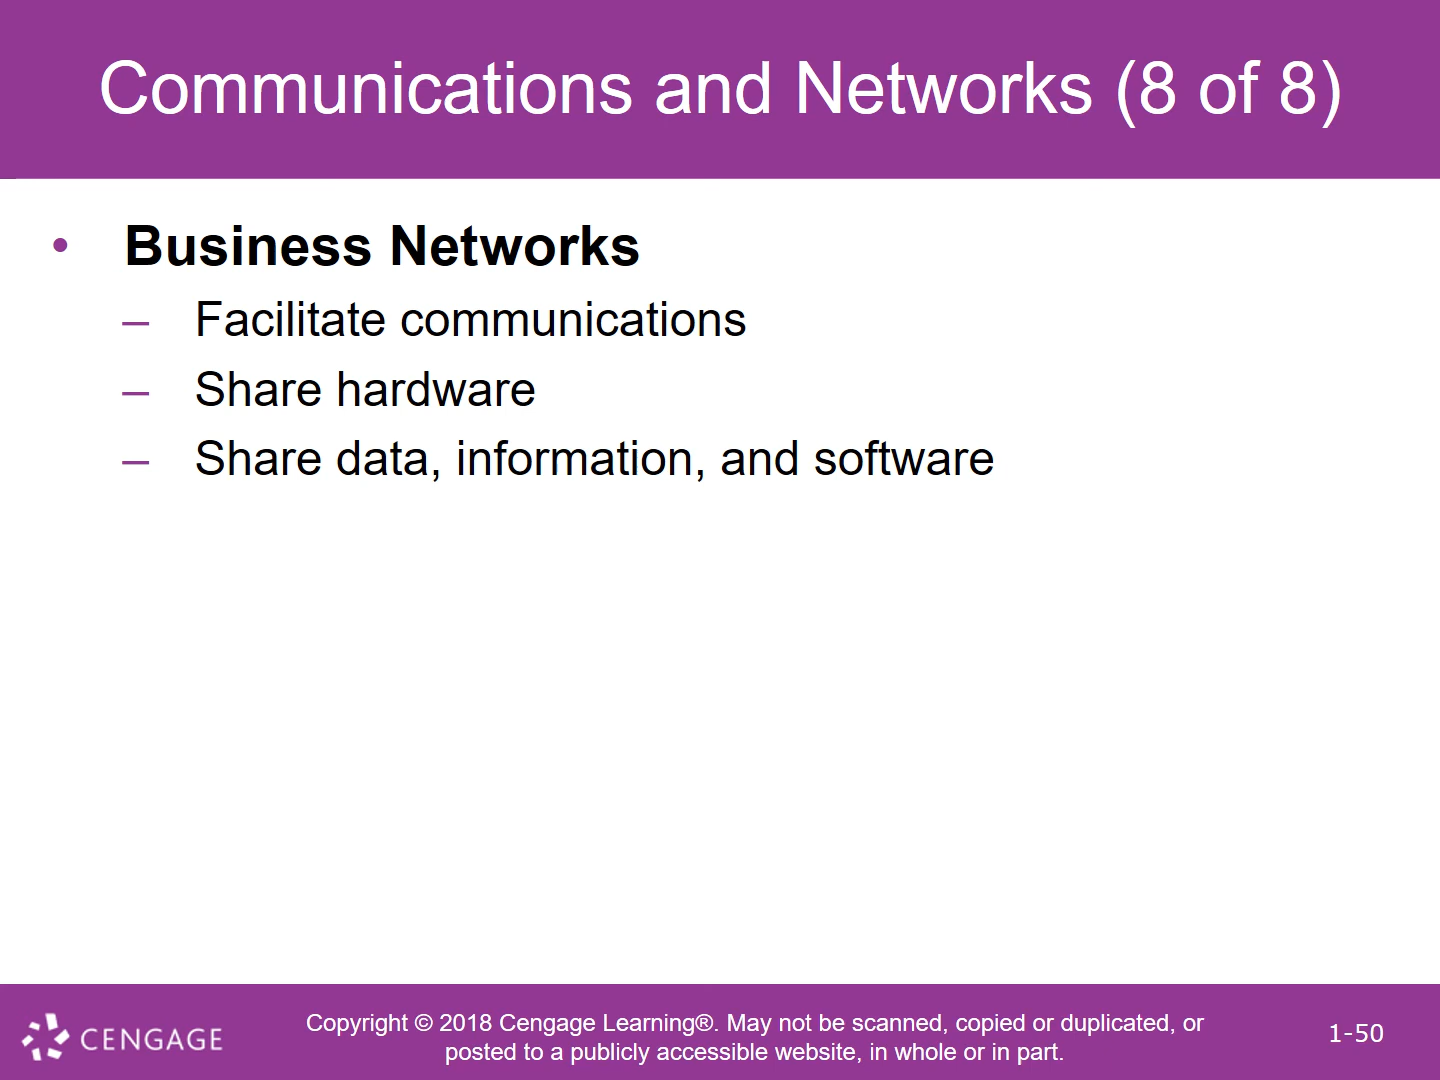 Communications and Networks (8 of 8)
• Business Networks
– Facilitate communications
– Share hardware
– Share data, information, and software
CENGAGE
Copyright © 2018 Cengage Learning®. May not be scanned, copied or duplicated, or
posted to a publicly accessible website, in whole or in part.
1-50